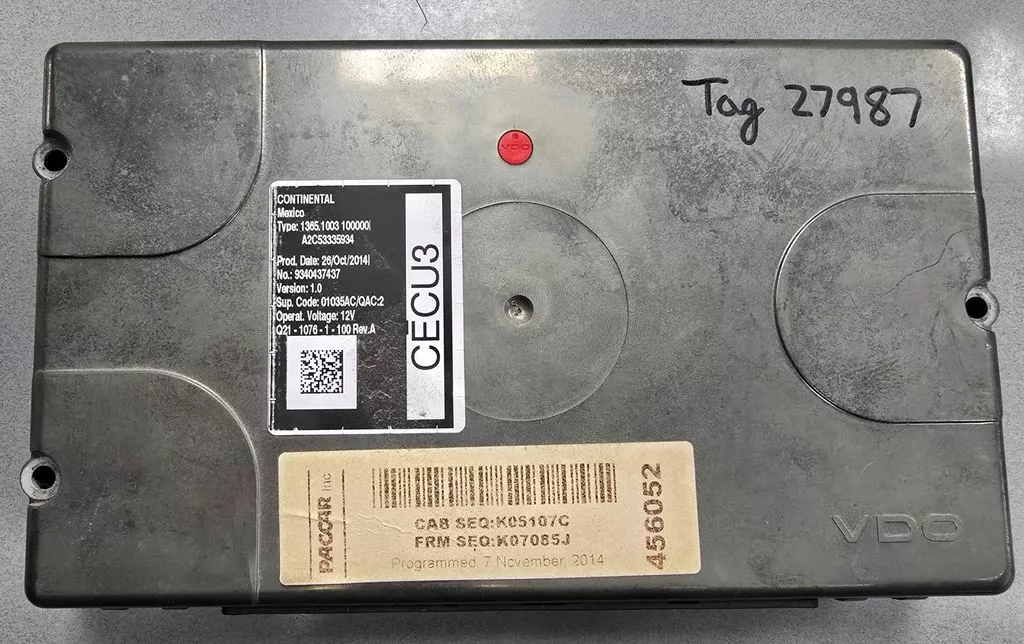 Tag 27987
VDO
CONTINENTAL
Mexico
Type: 1365.1003 100000
A2C53335934
Prod. Date: 26/Oct/2014
No.: 9340437437
Version: 1.0
Sup. Code: 01035AC/QAC:2
Operat. Voltage: 12V
Q21 - 1076 - 1 - 100 Rev.A
CECU3
PACCAR INC
CAB SEQ:K05107C
FRM SEQ:K07085J
Programmed: 7 November, 2014
456052
VDO